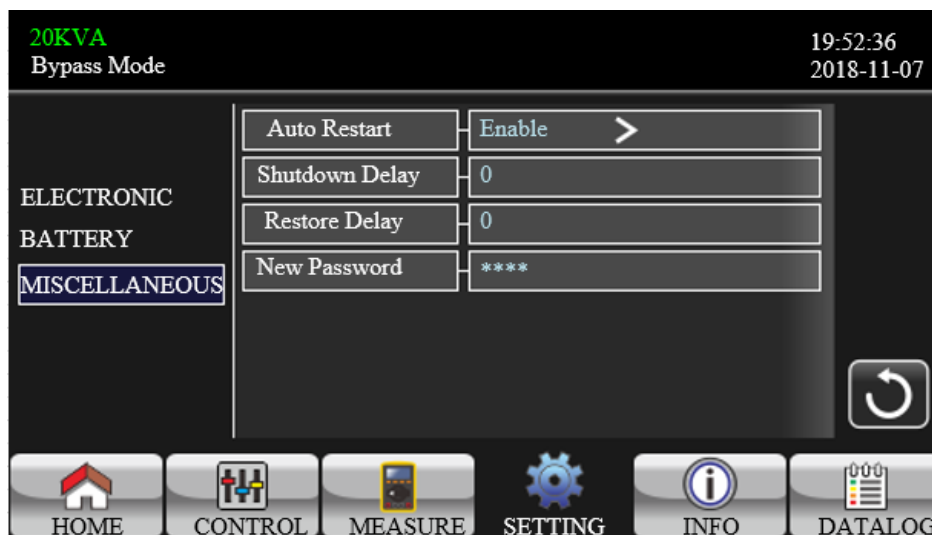 20KVA
Bypass Mode
19:52:36
2018-11-07
ELECTRONIC
BATTERY
MISCELLANEOUS
Auto Restart Enable >
Shutdown Delay 0
Restore Delay 0
New Password ****
HOME CONTROL MEASURE SETTING INFO DATALOG